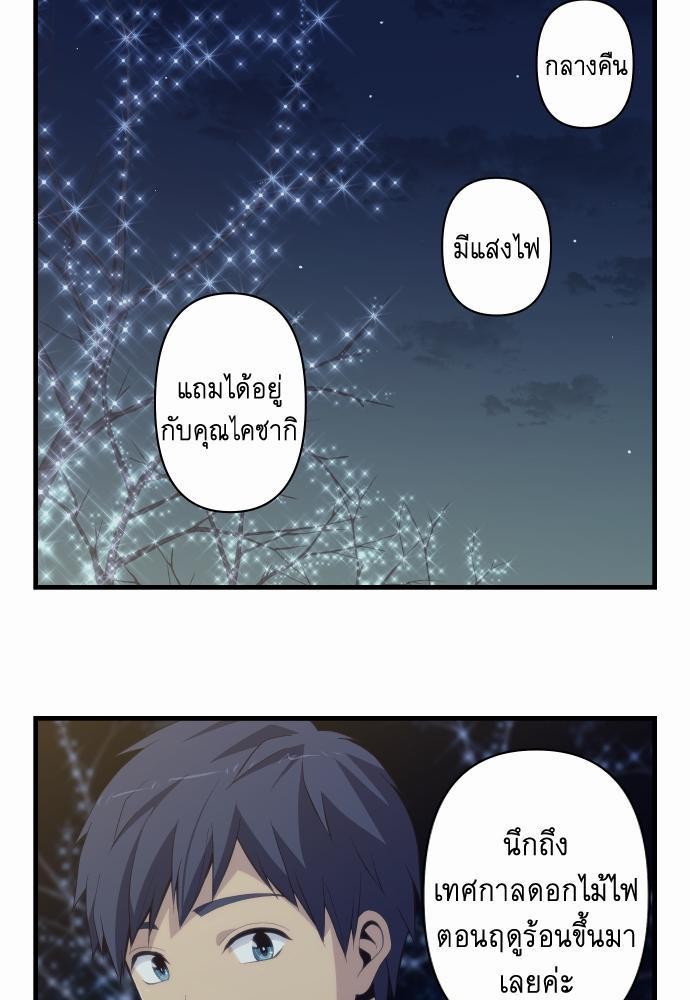 กลางคืน
มีแสงไฟ
แถมได้อยู่
กับคุณไคซากิ
นึกถึง
เทศกาลดอกไม้ไฟ
ตอนฤดูร้อนขึ้นมา
เลยค่ะ